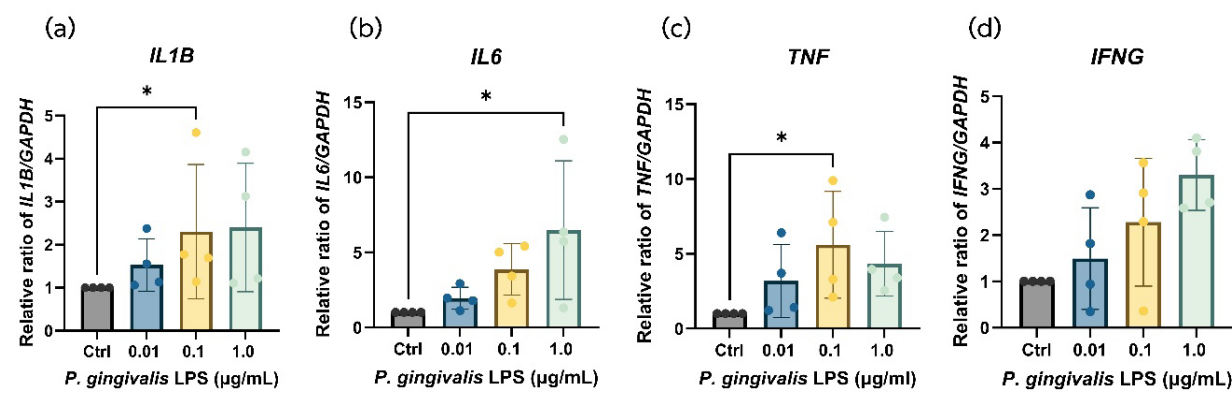 (a)
IL1B
Relative ratio of IL1B/GAPDH
5
4
3
2
1
0
*
Ctrl 0.01 0.1 1.0
P. gingivalis LPS (μg/mL)
(b)
IL6
Relative ratio of IL6/GAPDH
15
10
5
0
*
Ctrl 0.01 0.1 1.0
P. gingivalis LPS (μg/mL)
(c)
TNF
Relative ratio of TNF/GAPDH
15
10
5
0
*
Ctrl 0.01 0.1 1.0
P. gingivalis LPS (μg/ml)
(d)
IFNG
Relative ratio of IFNG/GAPDH
5
4
3
2
1
0
Ctrl 0.01 0.1 1.0
P. gingivalis LPS (μg/mL)